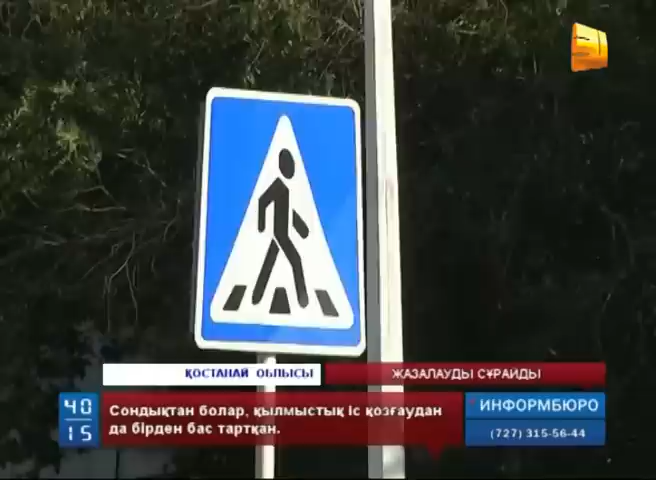 ҚОСТАНАЙ ОБЛЫСЫ
ЖАЗАЛАУДЫ СҰРАЙДЫ
40
15
Сондықтан болар, қылмыстық іс қозғаудан
да бірден бас тартқан.
ИНФОРМБЮРО
(727) 315-56-44